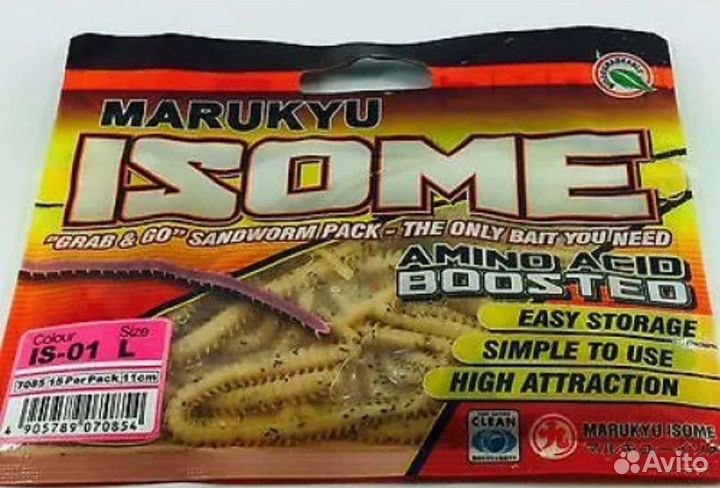 BIODEGRADEABLE
MARUKYU
ISOME
"GRAB & GO" SANDWORM PACK - THE ONLY BAIT YOU NEED
AMINO ACID
BOOSTED
EASY STORAGE
SIMPLE TO USE
HIGH ATTRACTION
Colour Size
IS-01 L
7085 15 Per Pack 11cm
4 905789 070854
CLEAN
九
MARUKYU ISOME
マルキユー イソメ
Avito